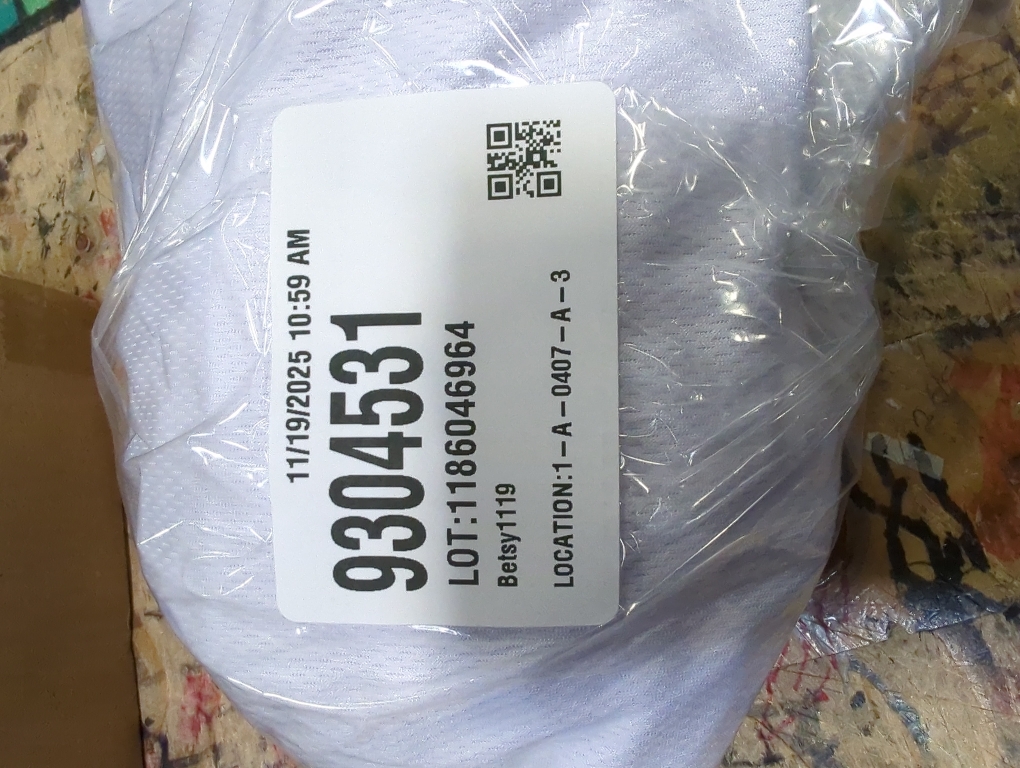 11/19/2025 10:59 AM
9304531
LOT:1186046964
Betsy1119
LOCATION:1-A-0407-A-3